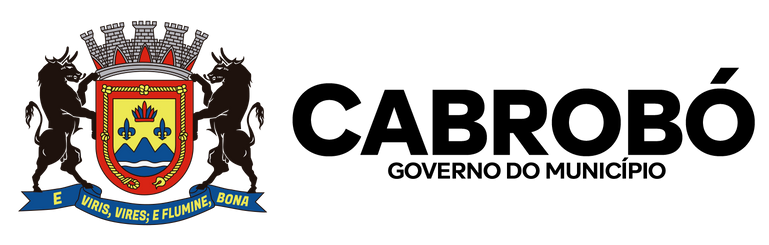 E VIRIS, VIRES; E FLUMINE, BONA
CABROBÓ
GOVERNO DO MUNICÍPIO